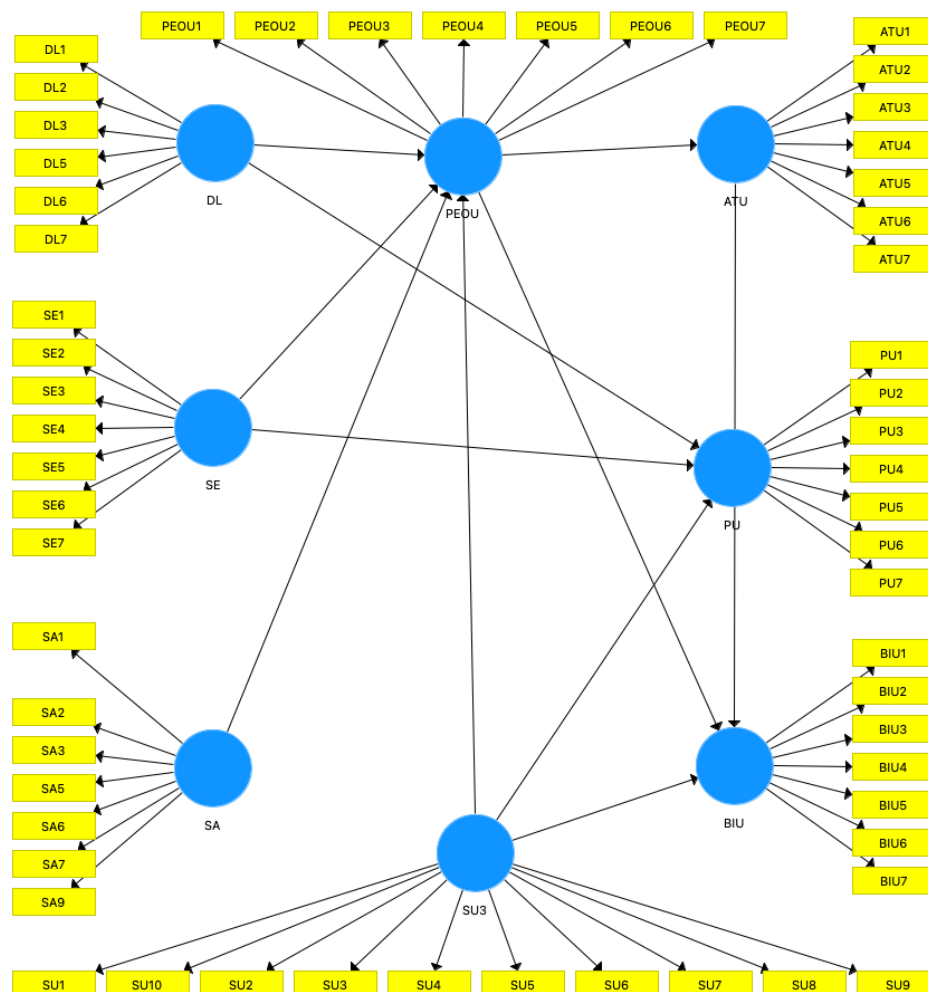 PEOU1
PEOU2
PEOU3
PEOU4
PEOU5
PEOU6
PEOU7
DL1
DL2
DL3
DL5
DL6
DL7
DL
PEOU
ATU
ATU1
ATU2
ATU3
ATU4
ATU5
ATU6
ATU7
SE1
SE2
SE3
SE4
SE5
SE6
SE7
SE
PU
PU1
PU2
PU3
PU4
PU5
PU6
PU7
SA1
SA2
SA3
SA5
SA6
SA7
SA9
SA
SU3
BIU
BIU1
BIU2
BIU3
BIU4
BIU5
BIU6
BIU7
SU1
SU10
SU2
SU3
SU4
SU5
SU6
SU7
SU8
SU9